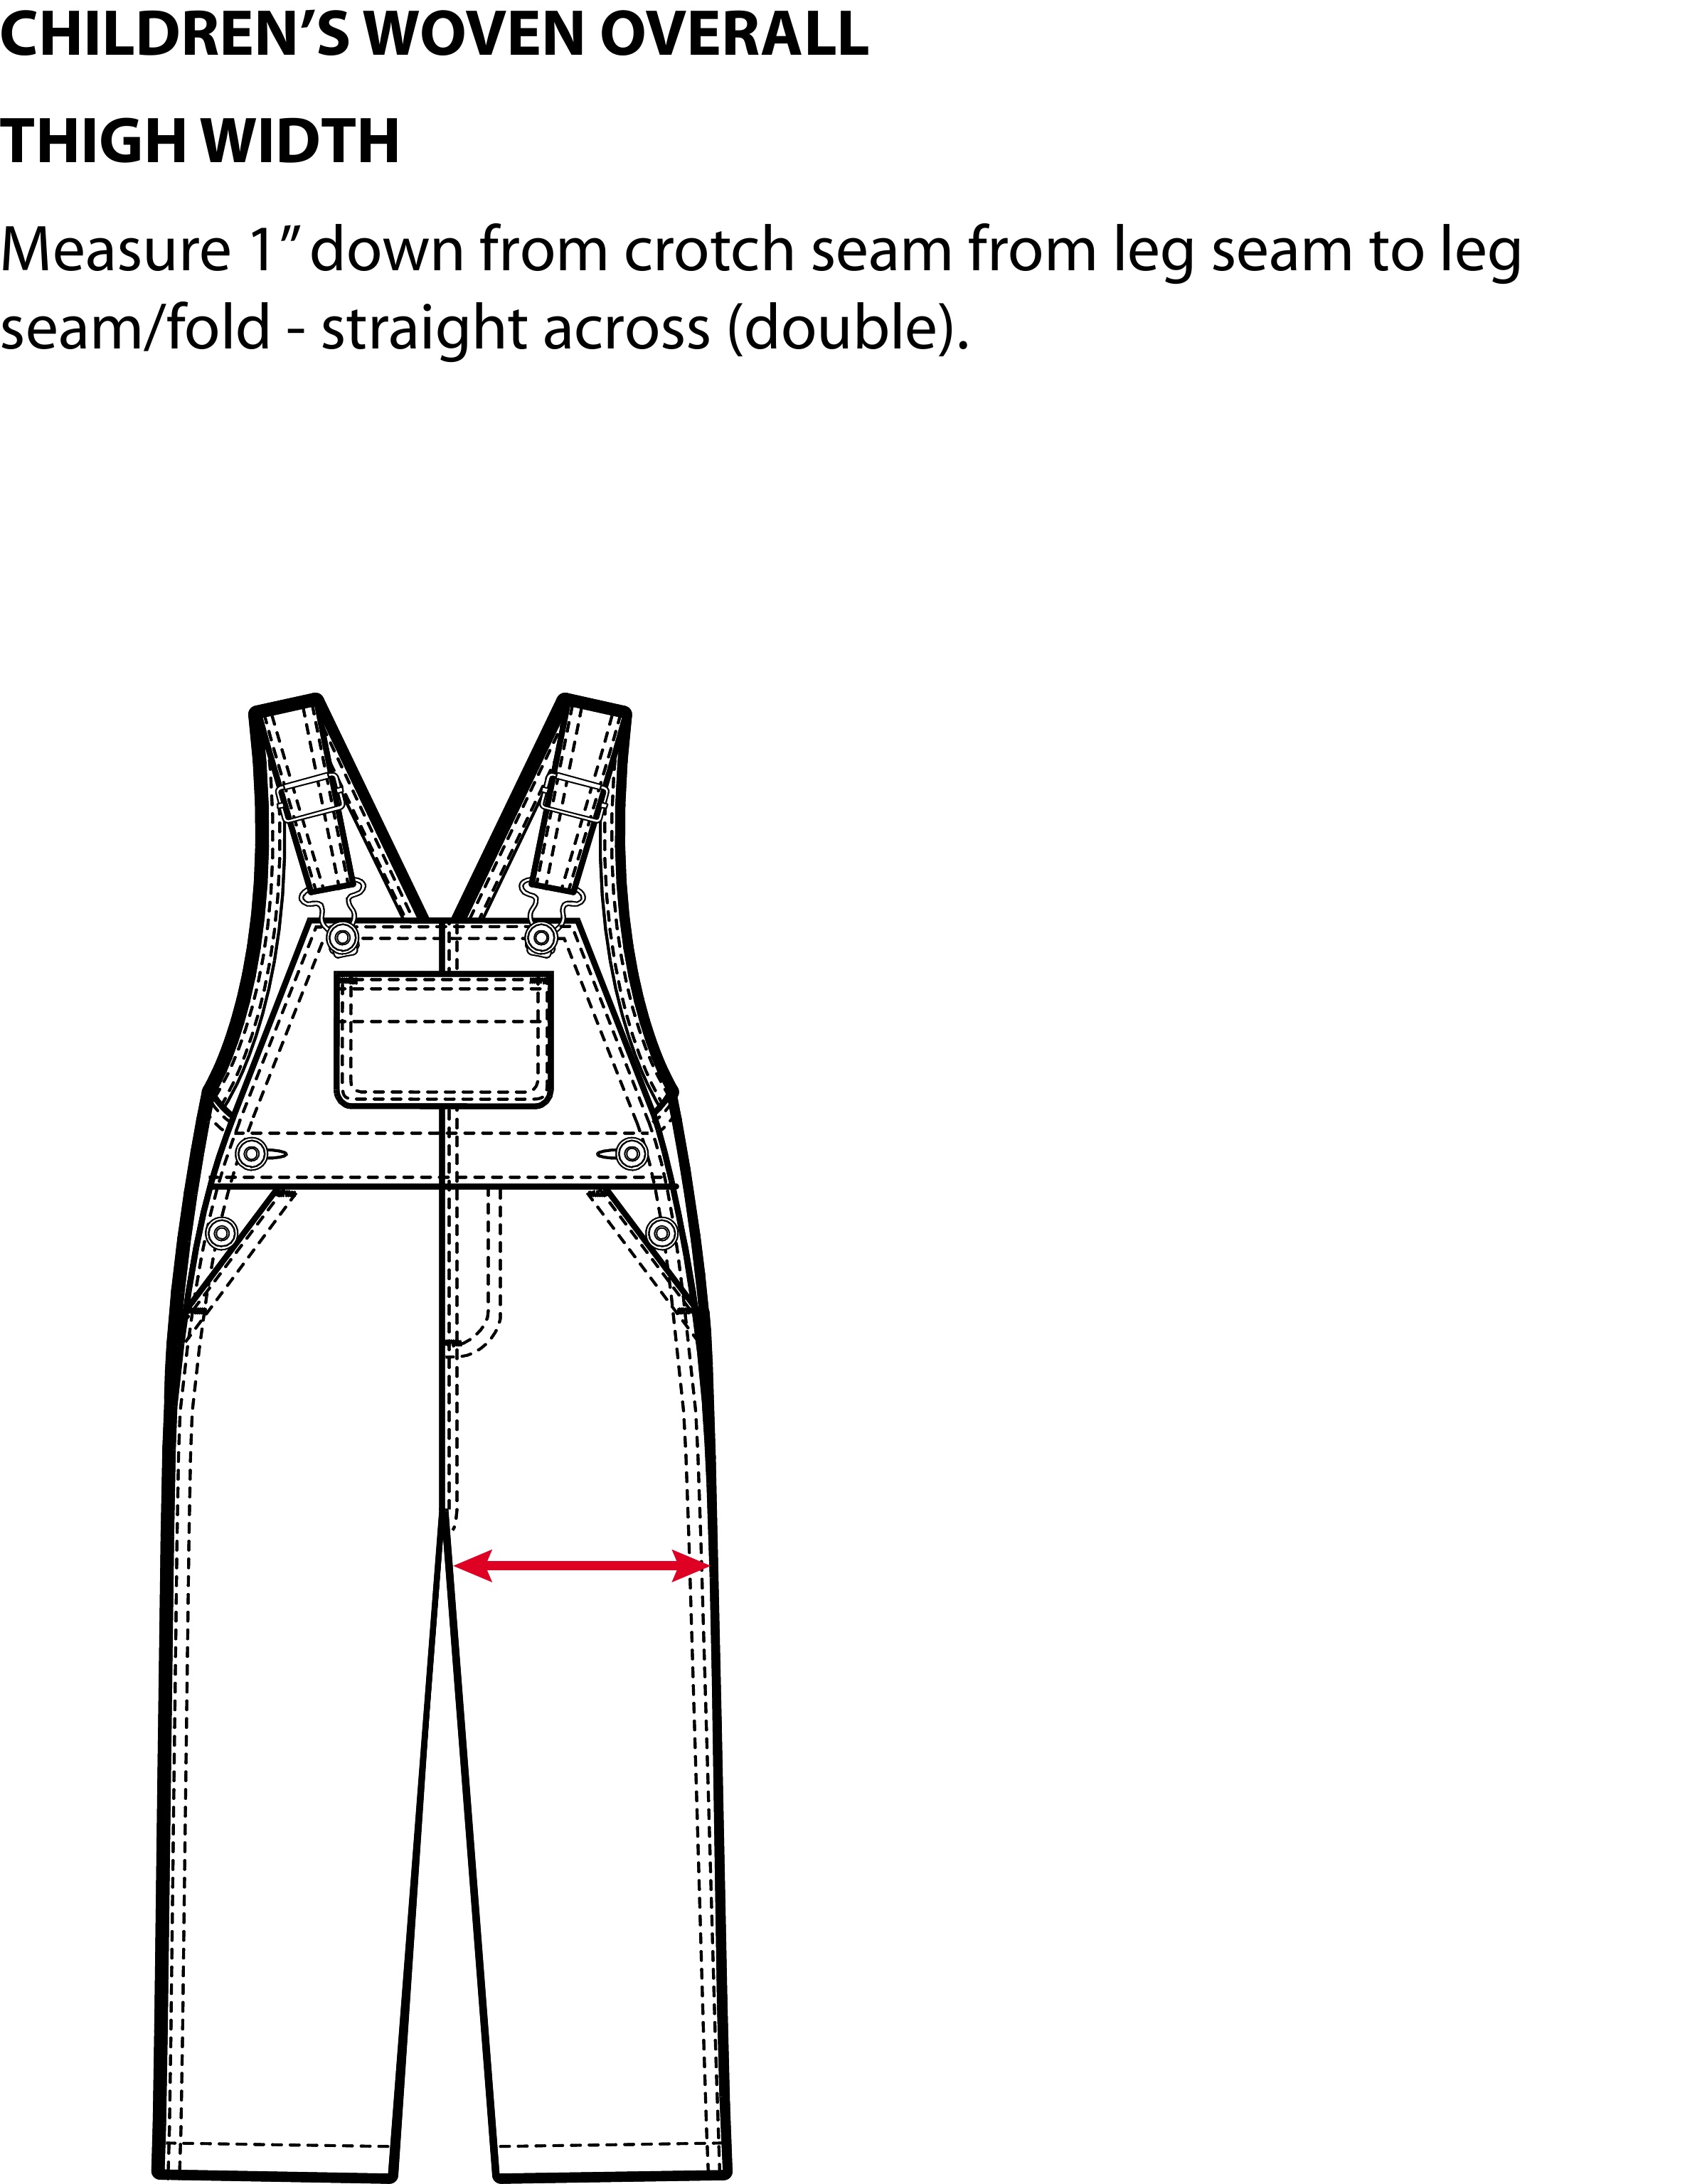 CHILDREN’S WOVEN OVERALL
THIGH WIDTH
Measure 1” down from crotch seam from leg seam to leg
seam/fold - straight across (double).